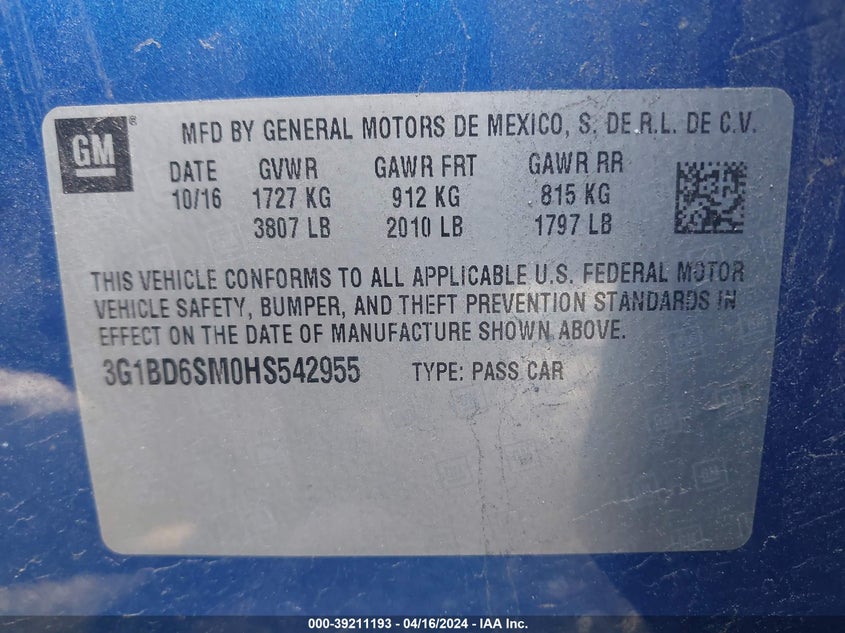 GM®
MFD BY GENERAL MOTORS DE MEXICO, S. DE R.L. DE C.V.
DATE GVWR GAWR FRT GAWR RR
10/16 1727 KG 912 KG 815 KG
3807 LB 2010 LB 1797 LB
THIS VEHICLE CONFORMS TO ALL APPLICABLE U.S. FEDERAL MOTOR
VEHICLE SAFETY, BUMPER, AND THEFT PREVENTION STANDARDS IN
EFFECT ON THE DATE OF MANUFACTURE SHOWN ABOVE.
3G1BD6SM0HS542955 TYPE: PASS CAR
000-39211193 - 04/16/2024 - IAA Inc.